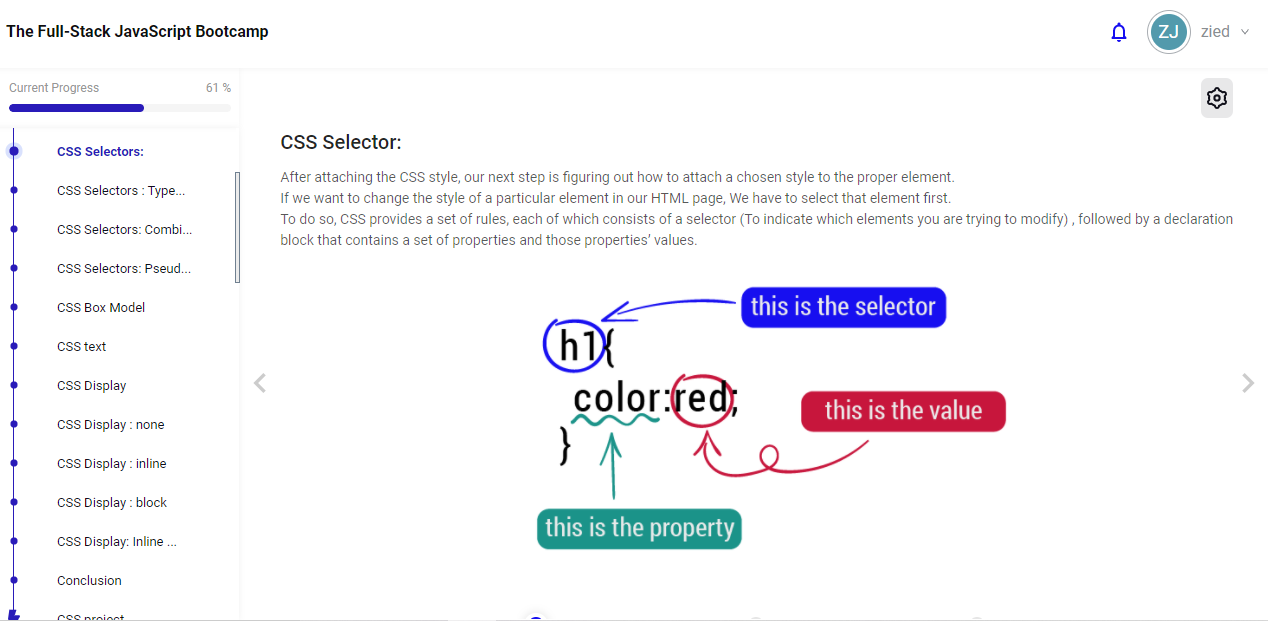 The Full-Stack JavaScript Bootcamp
ZJ
zied
Current Progress
61 %
CSS Selectors:
CSS Selectors : Type...
CSS Selectors: Combi...
CSS Selectors: Pseud...
CSS Box Model
CSS text
CSS Display
CSS Display : none
CSS Display : inline
CSS Display : block
CSS Display: Inline ...
Conclusion
CSS project
CSS Selector:
After attaching the CSS style, our next step is figuring out how to attach a chosen style to the proper element.
If we want to change the style of a particular element in our HTML page, We have to select that element first.
To do so, CSS provides a set of rules, each of which consists of a selector (To indicate which elements you are trying to modify) , followed by a declaration
block that contains a set of properties and those properties’ values.
this is the selector
h1{
color:red;
this is the value
}
this is the property